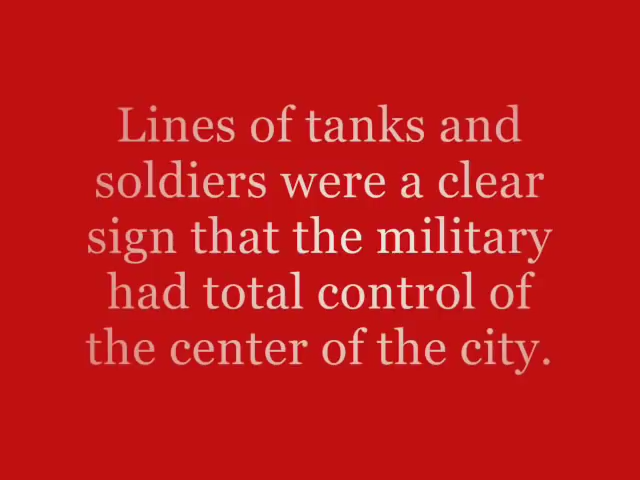 Lines of tanks and
soldiers were a clear
sign that the military
had total control of
the center of the city.